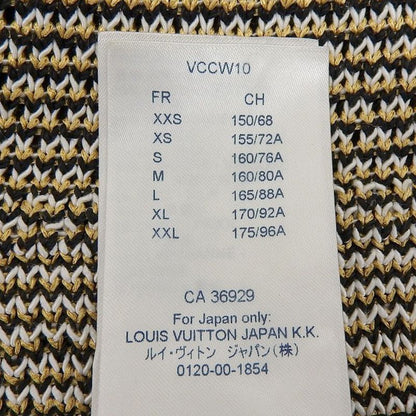 VCCW10
FR CH
XXS 150/68
XS 155/72A
S 160/76A
M 160/80A
L 165/88A
XL 170/92A
XXL 175/96A
CA 36929
For Japan only:
LOUIS VUITTON JAPAN K.K.
ルイ・ヴィトン ジャパン(株)
0120-00-1854